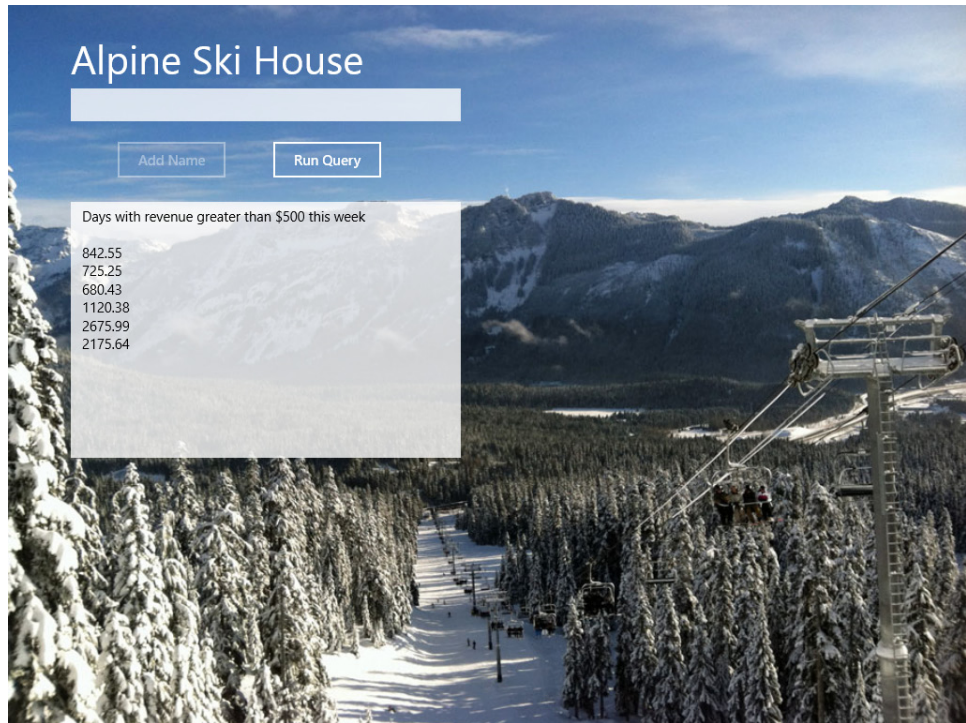 Alpine Ski House
Add Name
Run Query
Days with revenue greater than $500 this week
842.55
725.25
680.43
1120.38
2675.99
2175.64